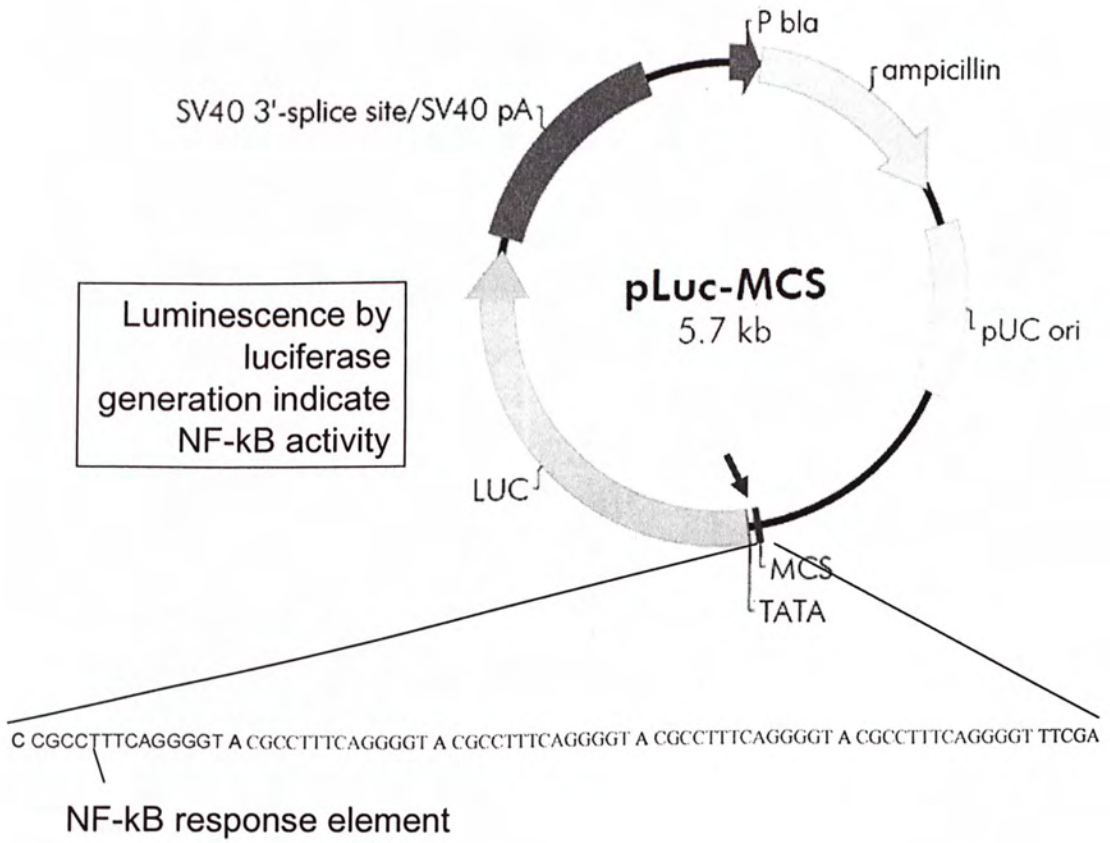 P bla
ampicillin
SV40 3'-splice site/SV40 pA
pLuc-MCS
5.7 kb
pUC ori
Luminescence by
luciferase
generation indicate
NF-kB activity
LUC
MCS
TATA
C CGCCTTTCAGGGGT A CGCCTTTCAGGGGT A CGCCTTTCAGGGGT A CGCCTTTCAGGGGT A CGCCTTTCAGGGGT TTCGA
NF-kB response element